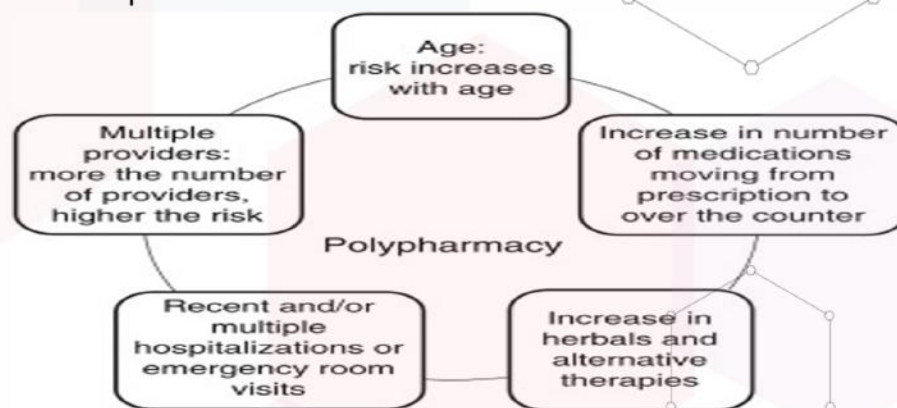 Age:
risk increases
with age
Increase in number
of medications
moving from
prescription to
over the counter
Increase in
herbals and
alternative
therapies
Recent and/or
multiple
hospitalizations or
emergency room
visits
Multiple
providers:
more the number
of providers,
higher the risk
Polypharmacy